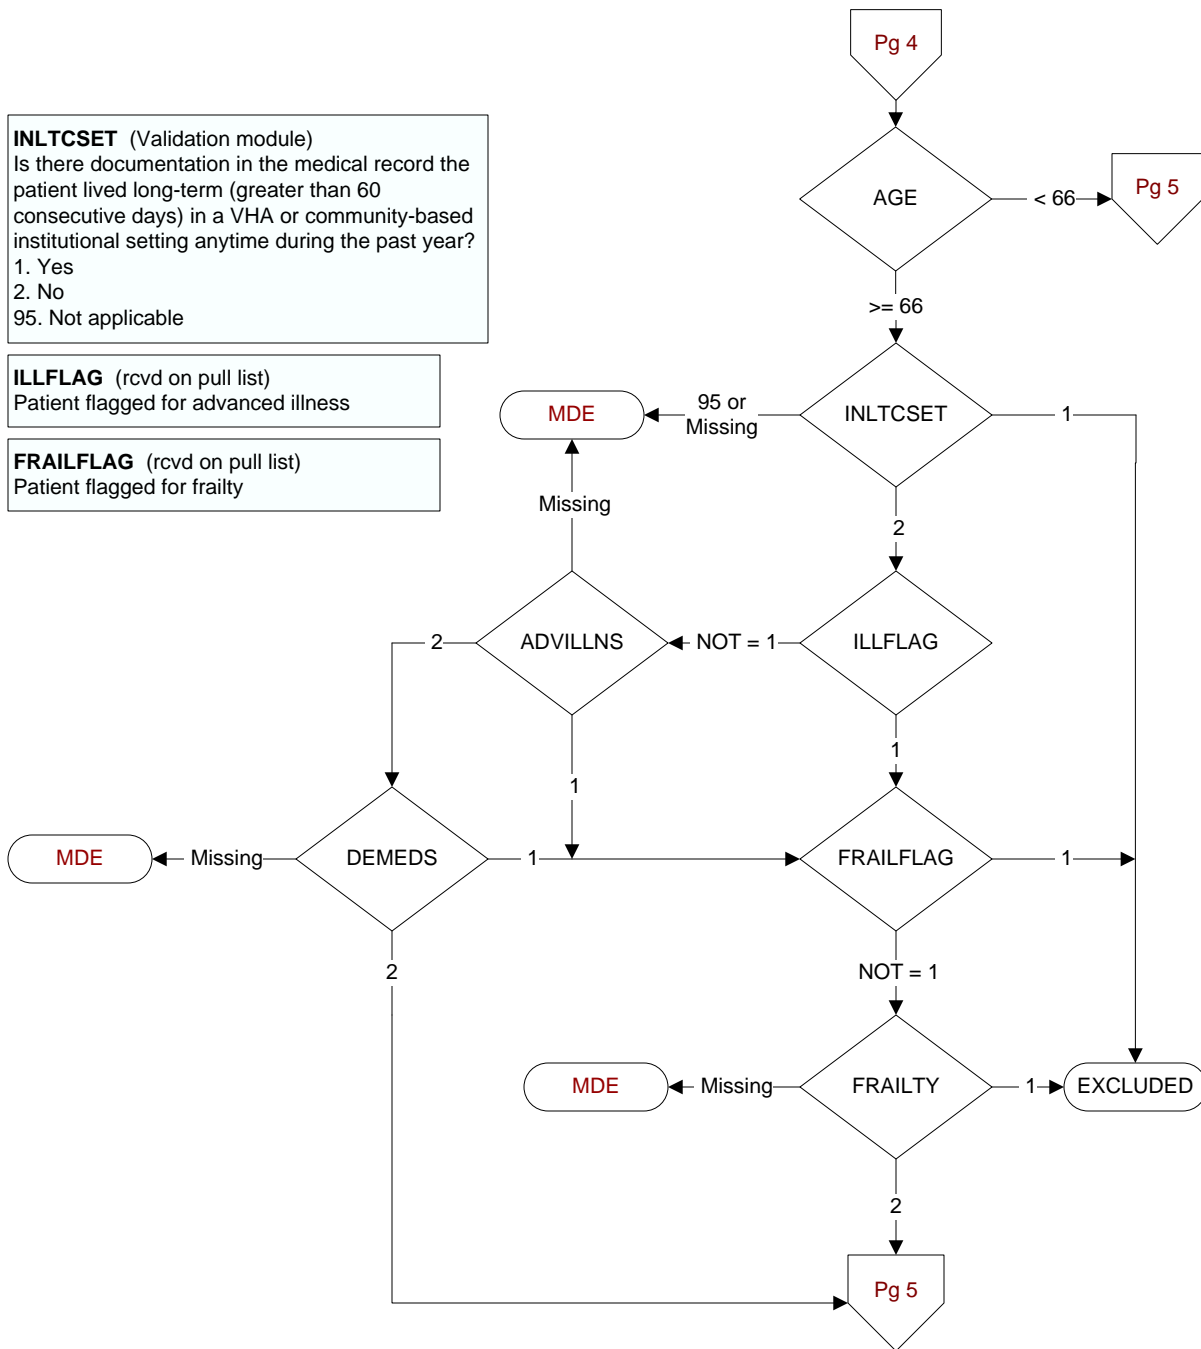 Pg 4
INLTCSET (Validation module)
Is there documentation in the medical record the
patient lived long-term (greater than 60
consecutive days) in a VHA or community-based
institutional setting anytime during the past year?
1. Yes
2. No
95. Not applicable
AGE
< 66
Pg 5
>= 66
ILLFLAG (rcvd on pull list)
Patient flagged for advanced illness
MDE
95 or
Missing
INLTCSET
1
FRAILFLAG (rcvd on pull list)
Patient flagged for frailty
Missing
2
2
ADVILLNS
NOT = 1
ILLFLAG
1
1
MDE
Missing
DEMEDS
1
FRAILFLAG
1
2
NOT = 1
MDE
Missing
FRAILTY
1
EXCLUDED
2
Pg 5